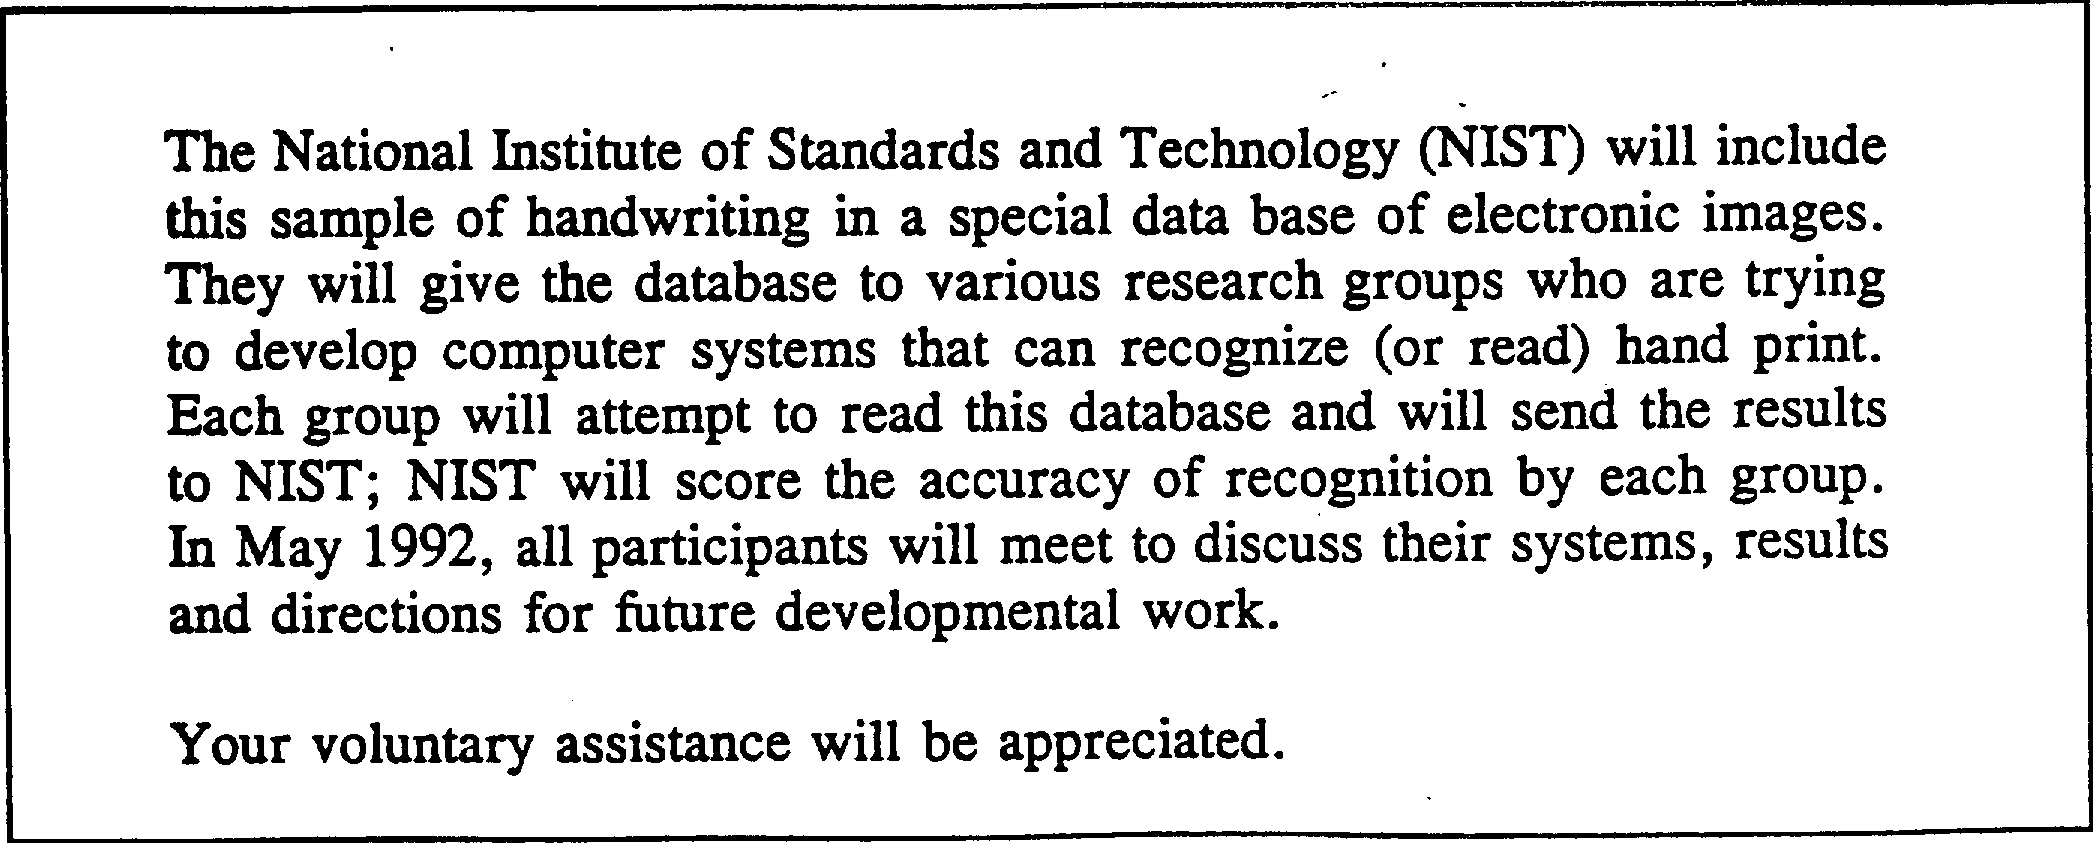 The National Institute of Standards and Technology (NIST) will include
this sample of handwriting in a special data base of electronic images.
They will give the database to various research groups who are trying
to develop computer systems that can recognize (or read) hand print.
Each group will attempt to read this database and will send the results
to NIST; NIST will score the accuracy of recognition by each group.
In May 1992, all participants will meet to discuss their systems, results
and directions for future developmental work.
Your voluntary assistance will be appreciated.